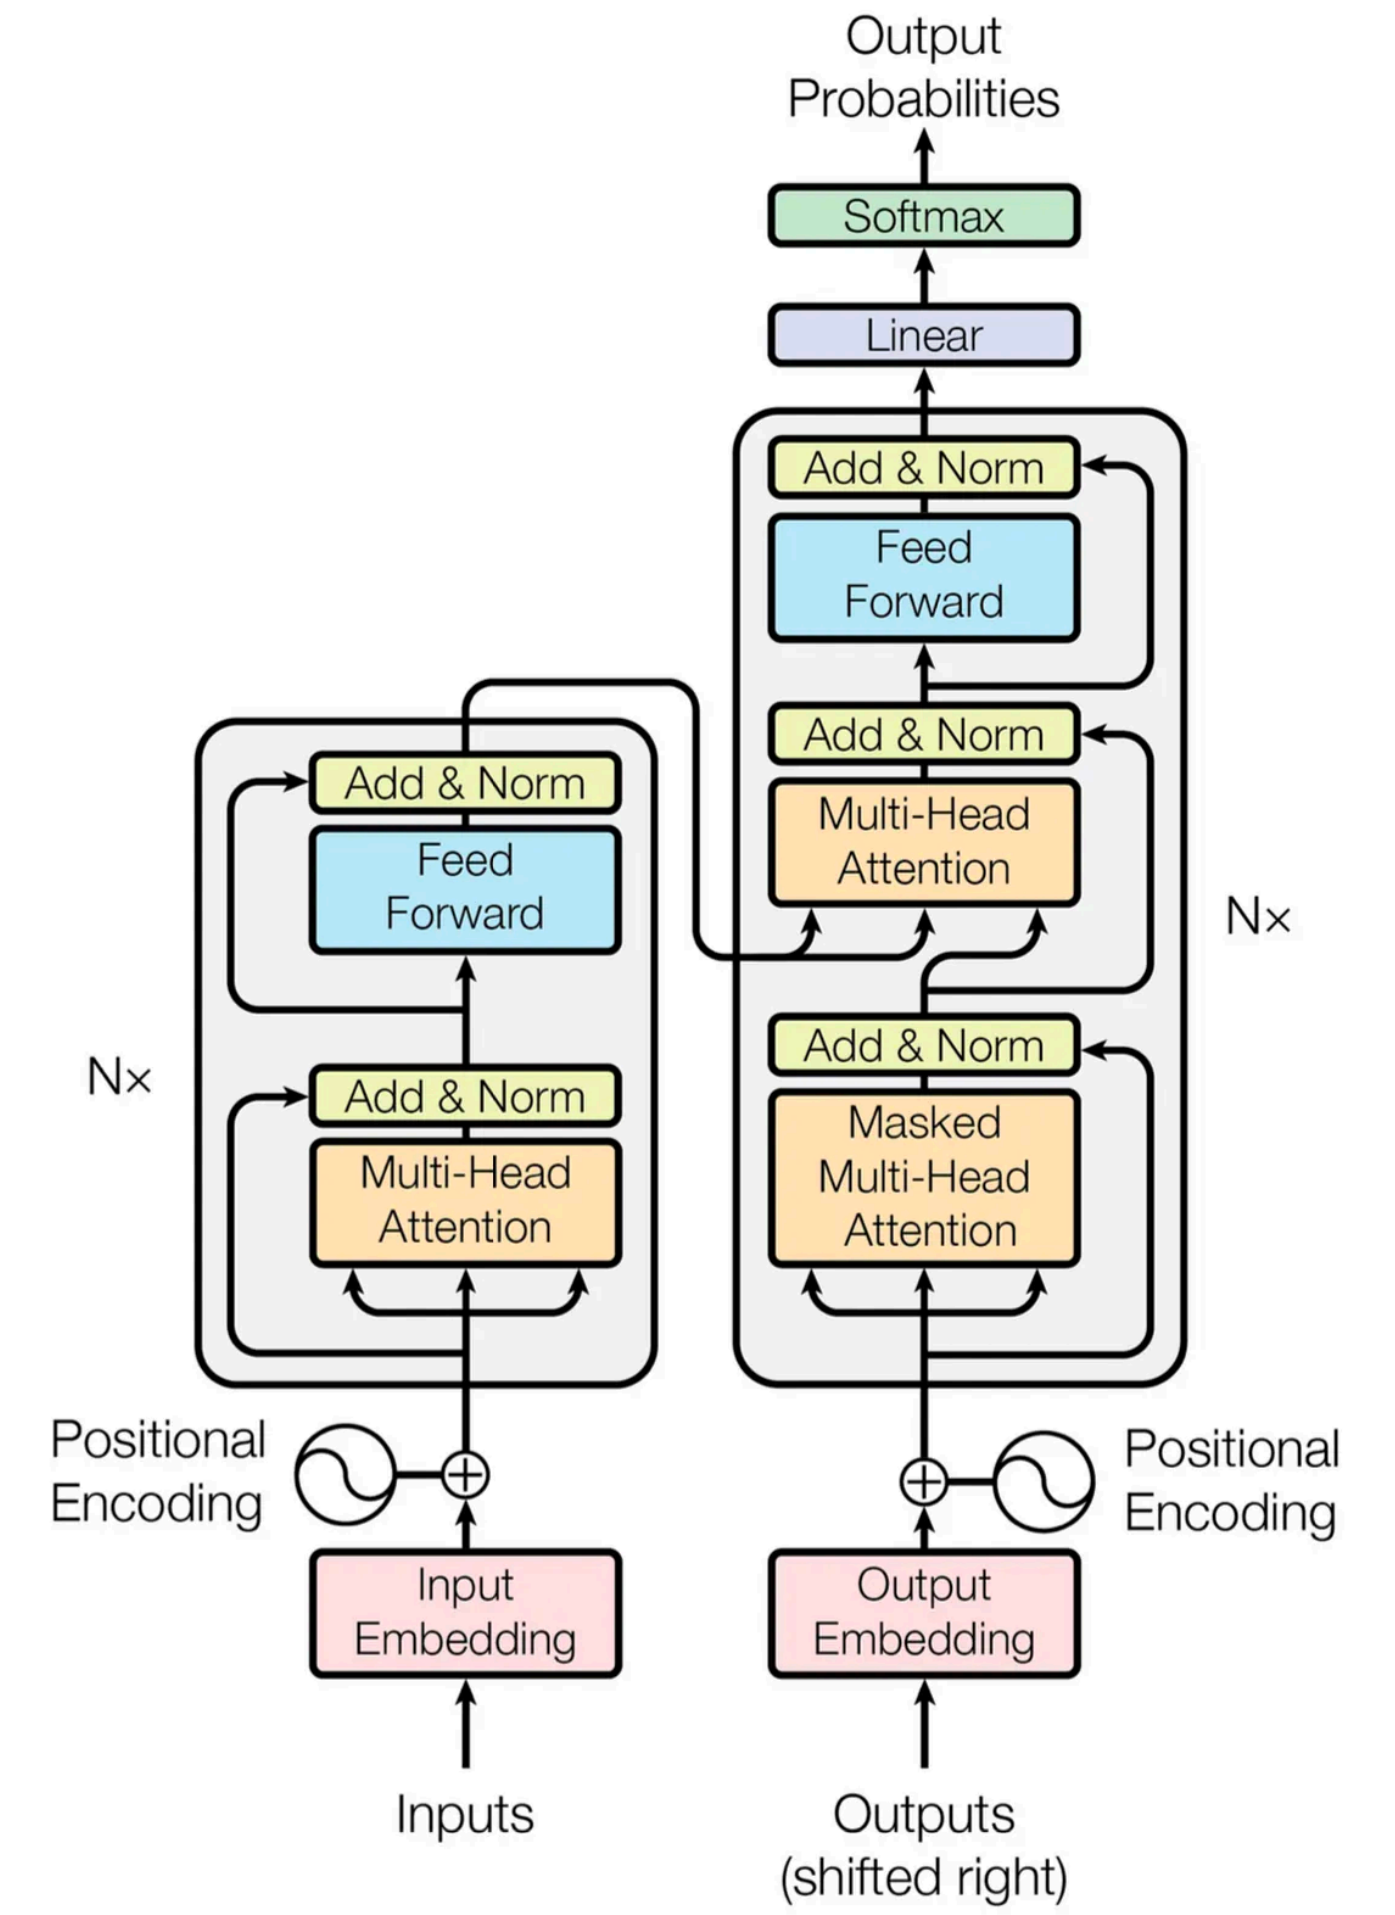 Output
Probabilities
Softmax
Linear
Add & Norm
Feed
Forward
Add & Norm
Multi-Head
Attention
Nx
Add & Norm
Masked
Multi-Head
Attention
Add & Norm
Feed
Forward
Nx
Add & Norm
Multi-Head
Attention
Positional
Encoding
Positional
Encoding
Input
Embedding
Output
Embedding
Inputs
Outputs
(shifted right)